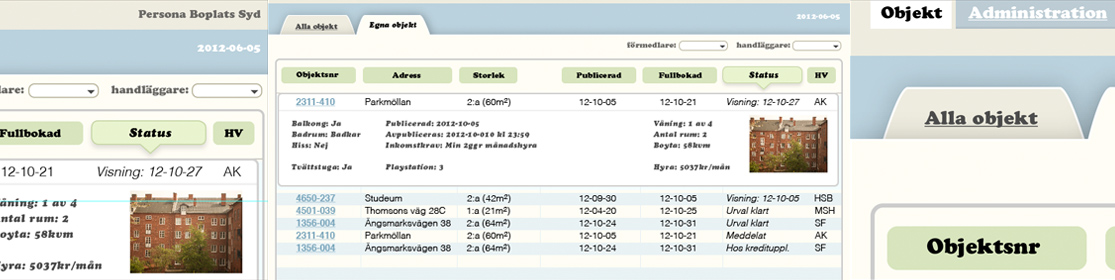 Persona Boplats Syd
2012-06-05
lare: handläggare:
Fullbokad Status HV
12-10-21 Visning: 12-10-27 AK
ning: 1 av 4
ntal rum: 2
oyta: 58kvm
yra: 5037kr/mån
Alla objekt Egna objekt 2012-06-05
förmedlare: handläggare:
Objektsnr Adress Storlek Publicerad Fullbokad Status HV
2311-410 Parkmöllan 2:a (60m²) 12-10-05 12-10-21 Visning: 12-10-27 AK
Balkong: Ja Publicerad: 2012-10-05 Våning: 1 av 4
Badrum: Badkar Avpubliceras: 2012-10-010 kl 23:59 Antal rum: 2
Hiss: Nej Inkomstkrav: Min 2ggr månadshyra Boyta: 58kvm
Tvättstuga: Ja Playstation: 3 Hyra: 5037kr/mån
4650-237 Studeum 2:a (42m²) 12-09-30 12-10-05 Visning: 12-10-05 HSB
4501-039 Thomsons väg 28C 1:a (21m²) 12-04-20 12-10-25 Urval klart MSH
1356-004 Ängsmarksvägen 38 2:a (64m²) 12-10-24 12-10-31 Urval klart SF
2311-410 Parkmöllan 2:a (60m²) 12-10-05 12-10-21 Meddelat AK
1356-004 Ängsmarksvägen 38 2:a (64m²) 12-10-24 12-10-31 Hos kredituppl. SF
Objekt Administration
Alla objekt
Objektsnr